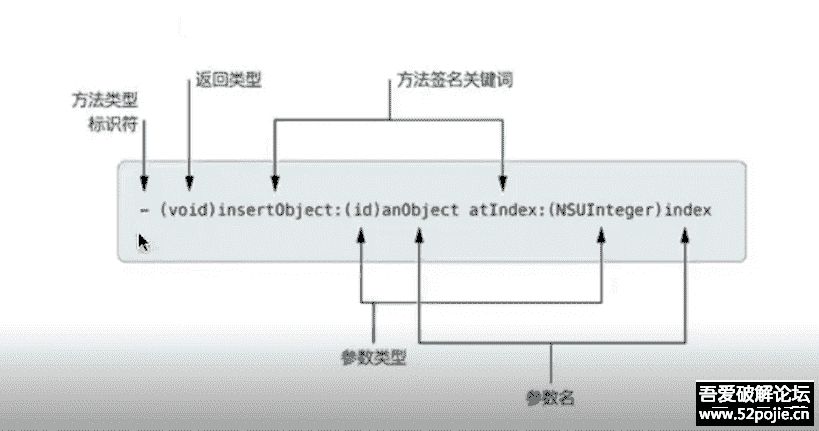 返回类型
方法签名关键词
方法类型
标识符
- (void)insertObject:(id)anObject atIndex:(NSUInteger)index
参数类型
参数名
吾爱破解论坛
www.52pojie.cn